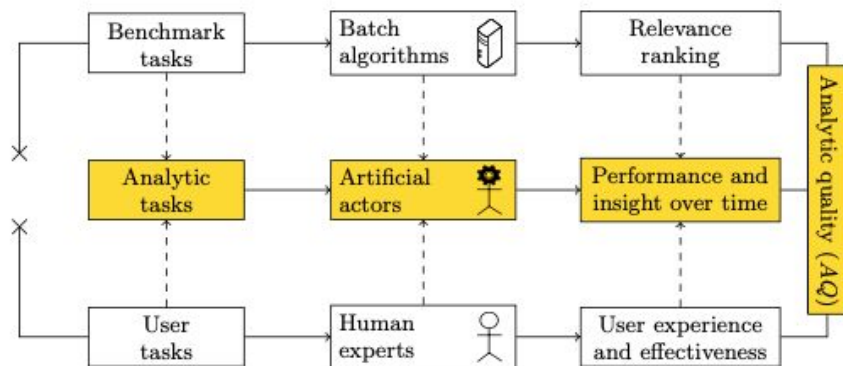 Benchmark
tasks
Batch
algorithms
Relevance
ranking
Analytic
tasks
Artificial
actors
Performance and
insight over time
Analytic quality (AQ)
User
tasks
Human
experts
User experience
and effectiveness